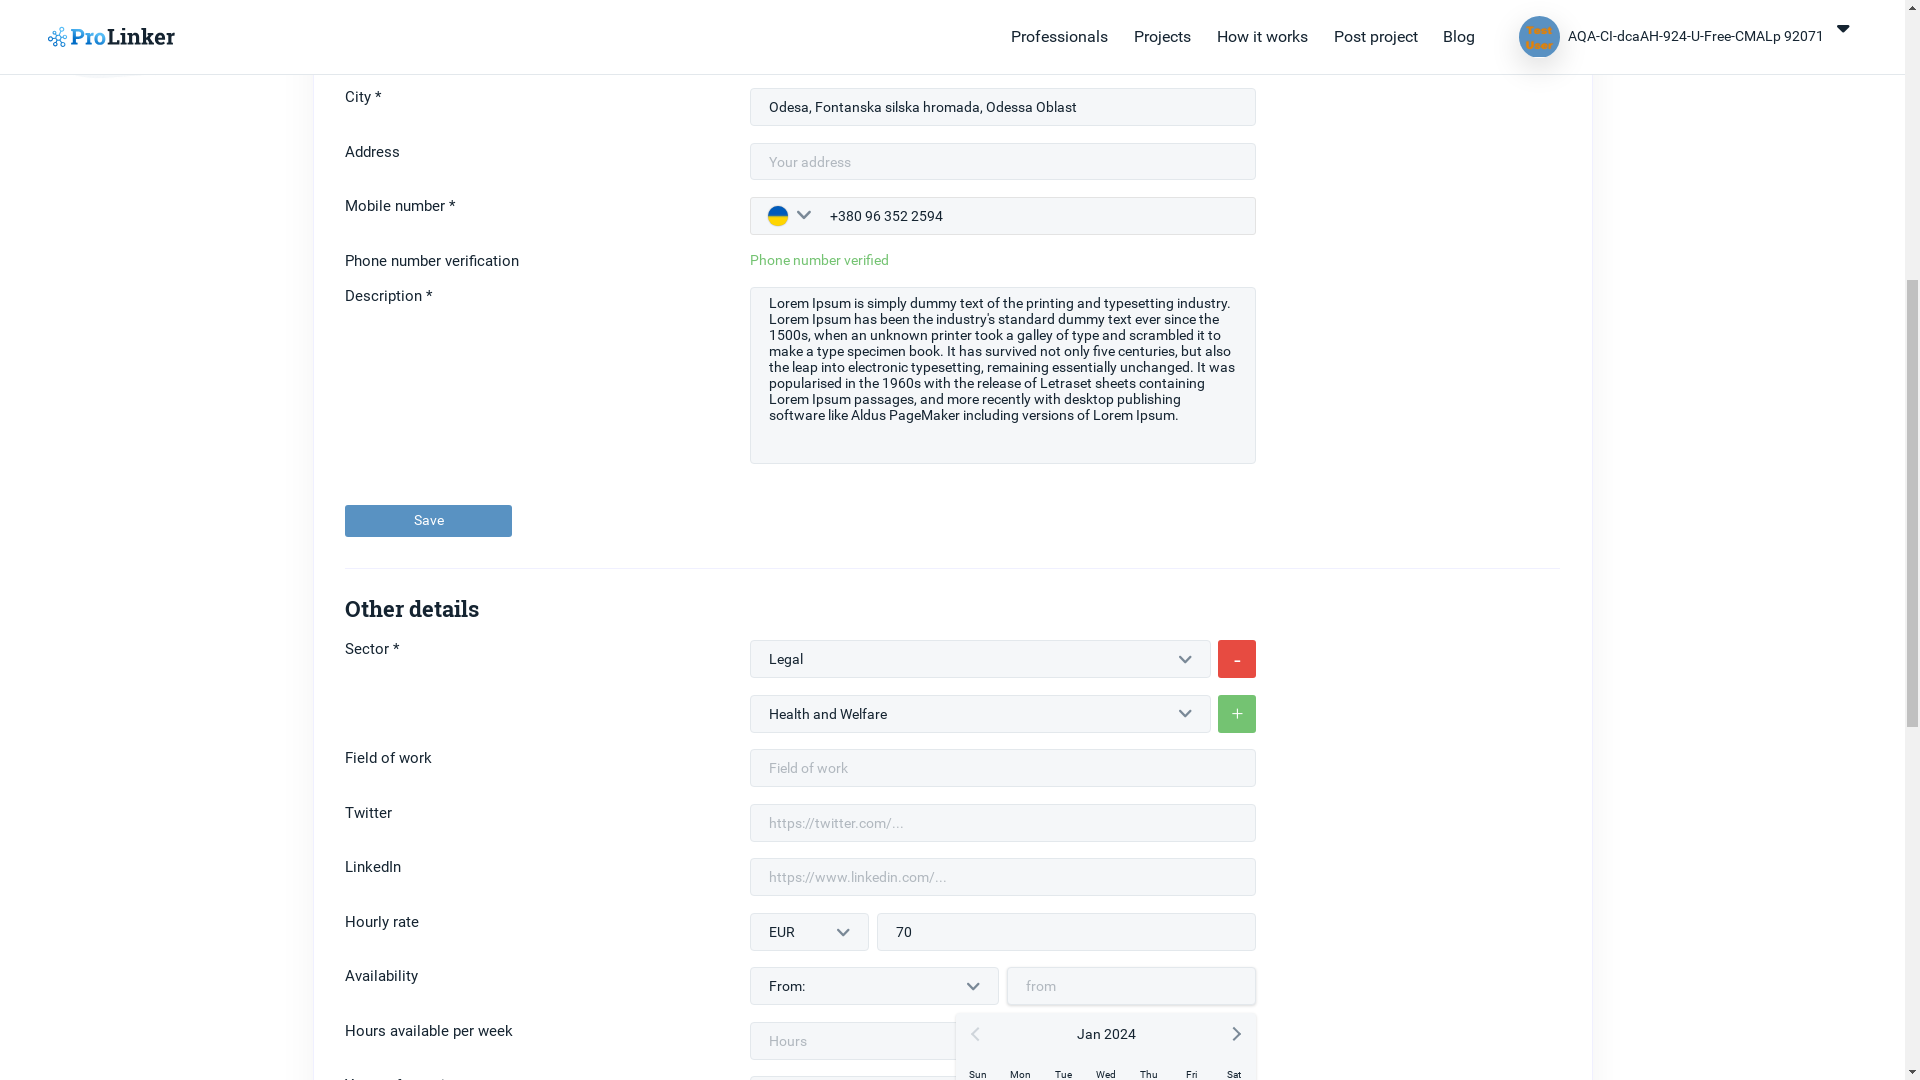 ProLinker
Professionals
Projects
How it works
Post project
Blog
Test
User
AQA-CI-dcaAH-924-U-Free-CMALp 92071
City *
Odesa, Fontanska silska hromada, Odessa Oblast
Address
Your address
Mobile number *
+380 96 352 2594
Phone number verification
Phone number verified
Description *
Lorem Ipsum is simply dummy text of the printing and typesetting industry.
Lorem Ipsum has been the industry's standard dummy text ever since the
1500s, when an unknown printer took a galley of type and scrambled it to
make a type specimen book. It has survived not only five centuries, but also
the leap into electronic typesetting, remaining essentially unchanged. It was
popularised in the 1960s with the release of Letraset sheets containing
Lorem Ipsum passages, and more recently with desktop publishing
software like Aldus PageMaker including versions of Lorem Ipsum.
Save
Other details
Sector *
Legal
-
Health and Welfare
+
Field of work
Field of work
Twitter
https://twitter.com/...
LinkedIn
https://www.linkedin.com/...
Hourly rate
EUR
70
Availability
From:
from
Hours available per week
Hours
Jan 2024
Sun Mon Tue Wed Thu Fri Sat